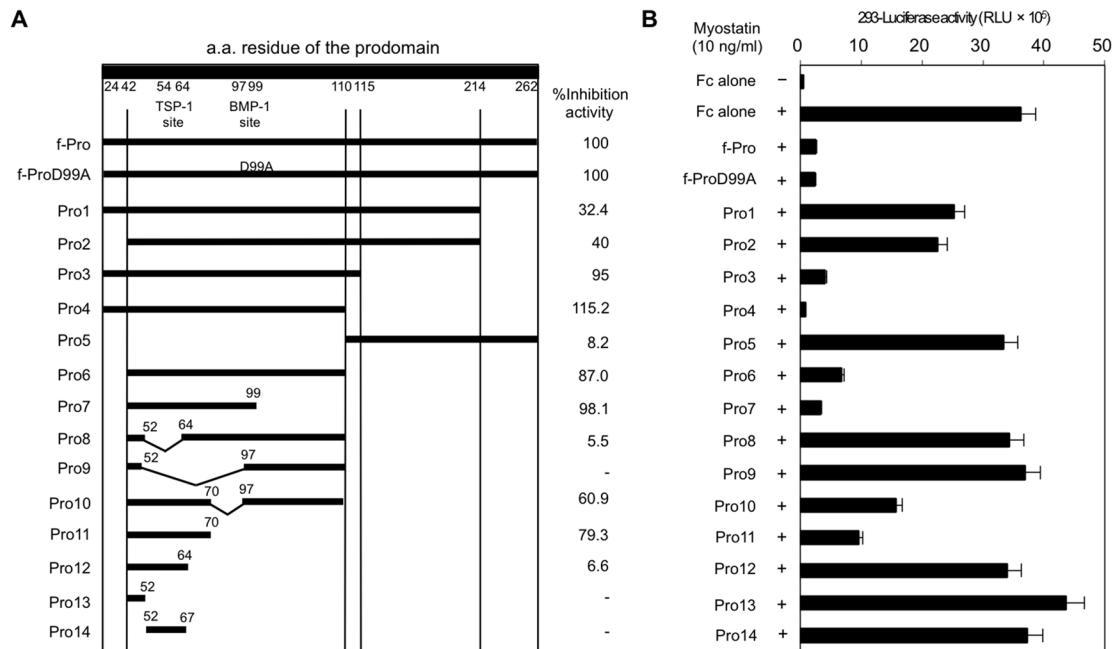 A
a.a. residue of the prodomain
24 42 54 64 97 99 110 115 214 262
TSP-1 site
BMP-1 site
%Inhibition activity
f-Pro 100
D99A
f-ProD99A 100
Pro1 32.4
Pro2 40
Pro3 95
Pro4 115.2
Pro5 8.2
Pro6 87.0
99
Pro7 98.1
Pro8 52 64 5.5
Pro9 52 97 -
Pro10 70 97 60.9
70
Pro11 79.3
64
Pro12 6.6
52
Pro13 -
52 67
Pro14 -
B
293-Luciferase activity (RLU × 10⁵)
Myostatin
(10 ng/ml)
0 10 20 30 40 50
Fc alone −
Fc alone +
f-Pro +
f-ProD99A +
Pro1 +
Pro2 +
Pro3 +
Pro4 +
Pro5 +
Pro6 +
Pro7 +
Pro8 +
Pro9 +
Pro10 +
Pro11 +
Pro12 +
Pro13 +
Pro14 +